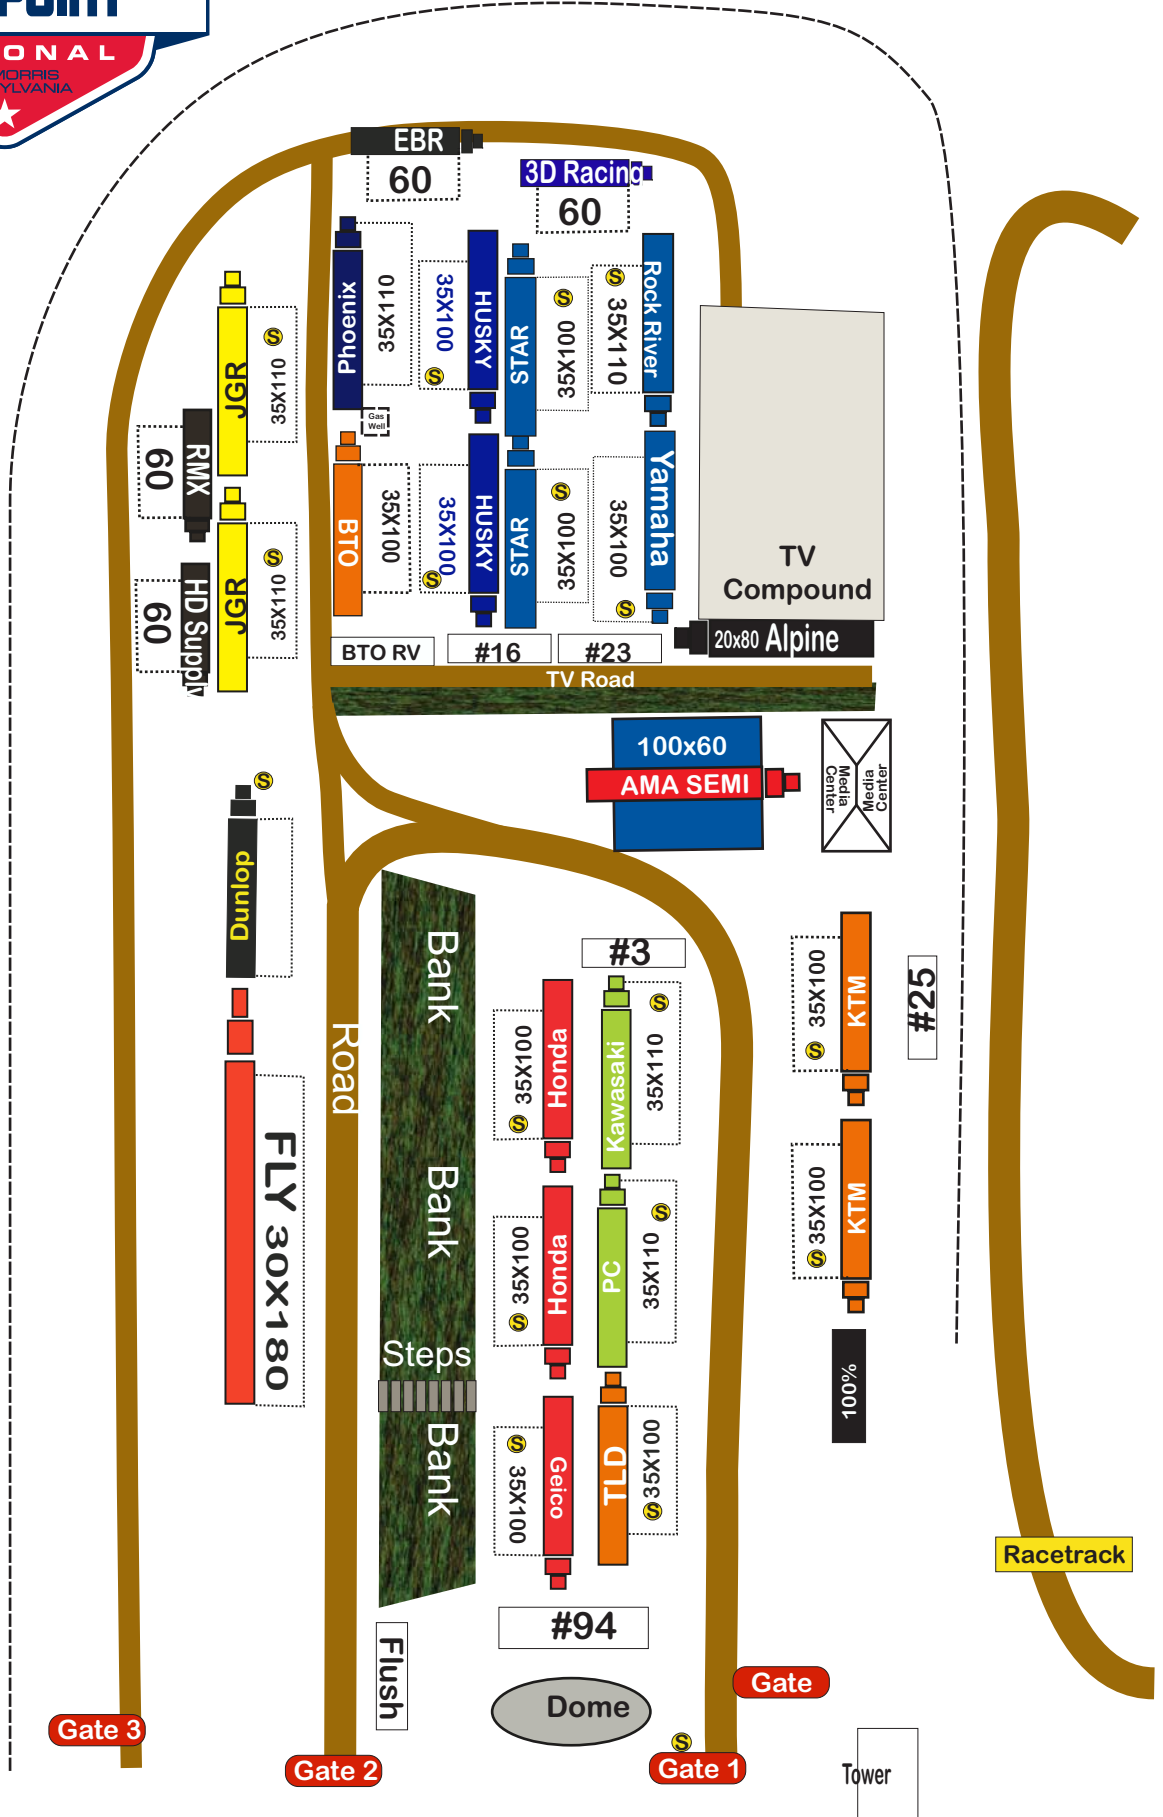 ONAL
EBR
60
3D Racing
60
Phoenix
35X110
35X100
S
HUSKY
STAR
35X100
S
S
35X110
Rock River
JGR
S
35X110
RMX
60
Gas
Well
BTO
35X100
35X100
S
HUSKY
STAR
S
35X100
35X100
S
Yamaha
TV
Compound
HD Supply
60
JGR
S
35X110
BTO RV
#16
#23
20x80 Alpine
TV Road
100x60
AMA SEMI
Media
Center
Media
Center
S
Dunlop
Bank
#3
35X100
S
Honda
Kawasaki
S
35X110
35X100
S
KTM
#25
Road
FLY 30X180
Bank
35X100
S
Honda
PC
S
35X110
35X100
S
KTM
Steps
Bank
S
35X100
Geico
TLD
35X100
S
100%
Racetrack
#94
Flush
Dome
Gate
S
Gate 3
Gate 2
Gate 1
Tower